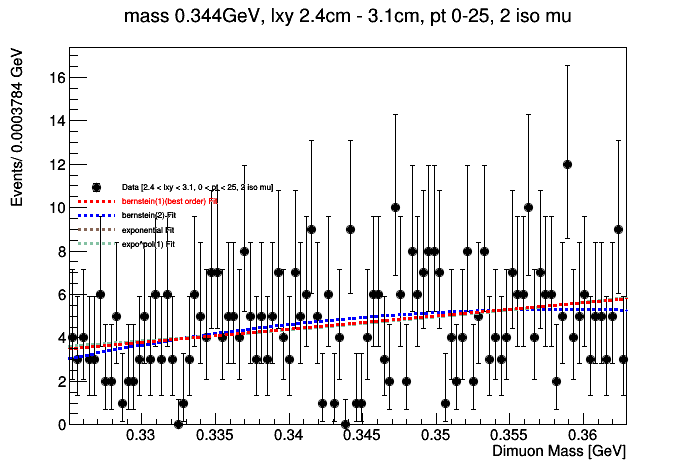 mass 0.344GeV, lxy 2.4cm - 3.1cm, pt 0-25, 2 iso mu
Events/ 0.0003784 GeV
16
14
12
10
8
6
4
2
0
Data [2.4 < lxy < 3.1, 0 < pt < 25, 2 iso mu]
bernstein(1)(best order) Fit
bernstein(2) Fit
exponential Fit
expo*pol(1) Fit
0.33 0.335 0.34 0.345 0.35 0.355 0.36
Dimuon Mass [GeV]